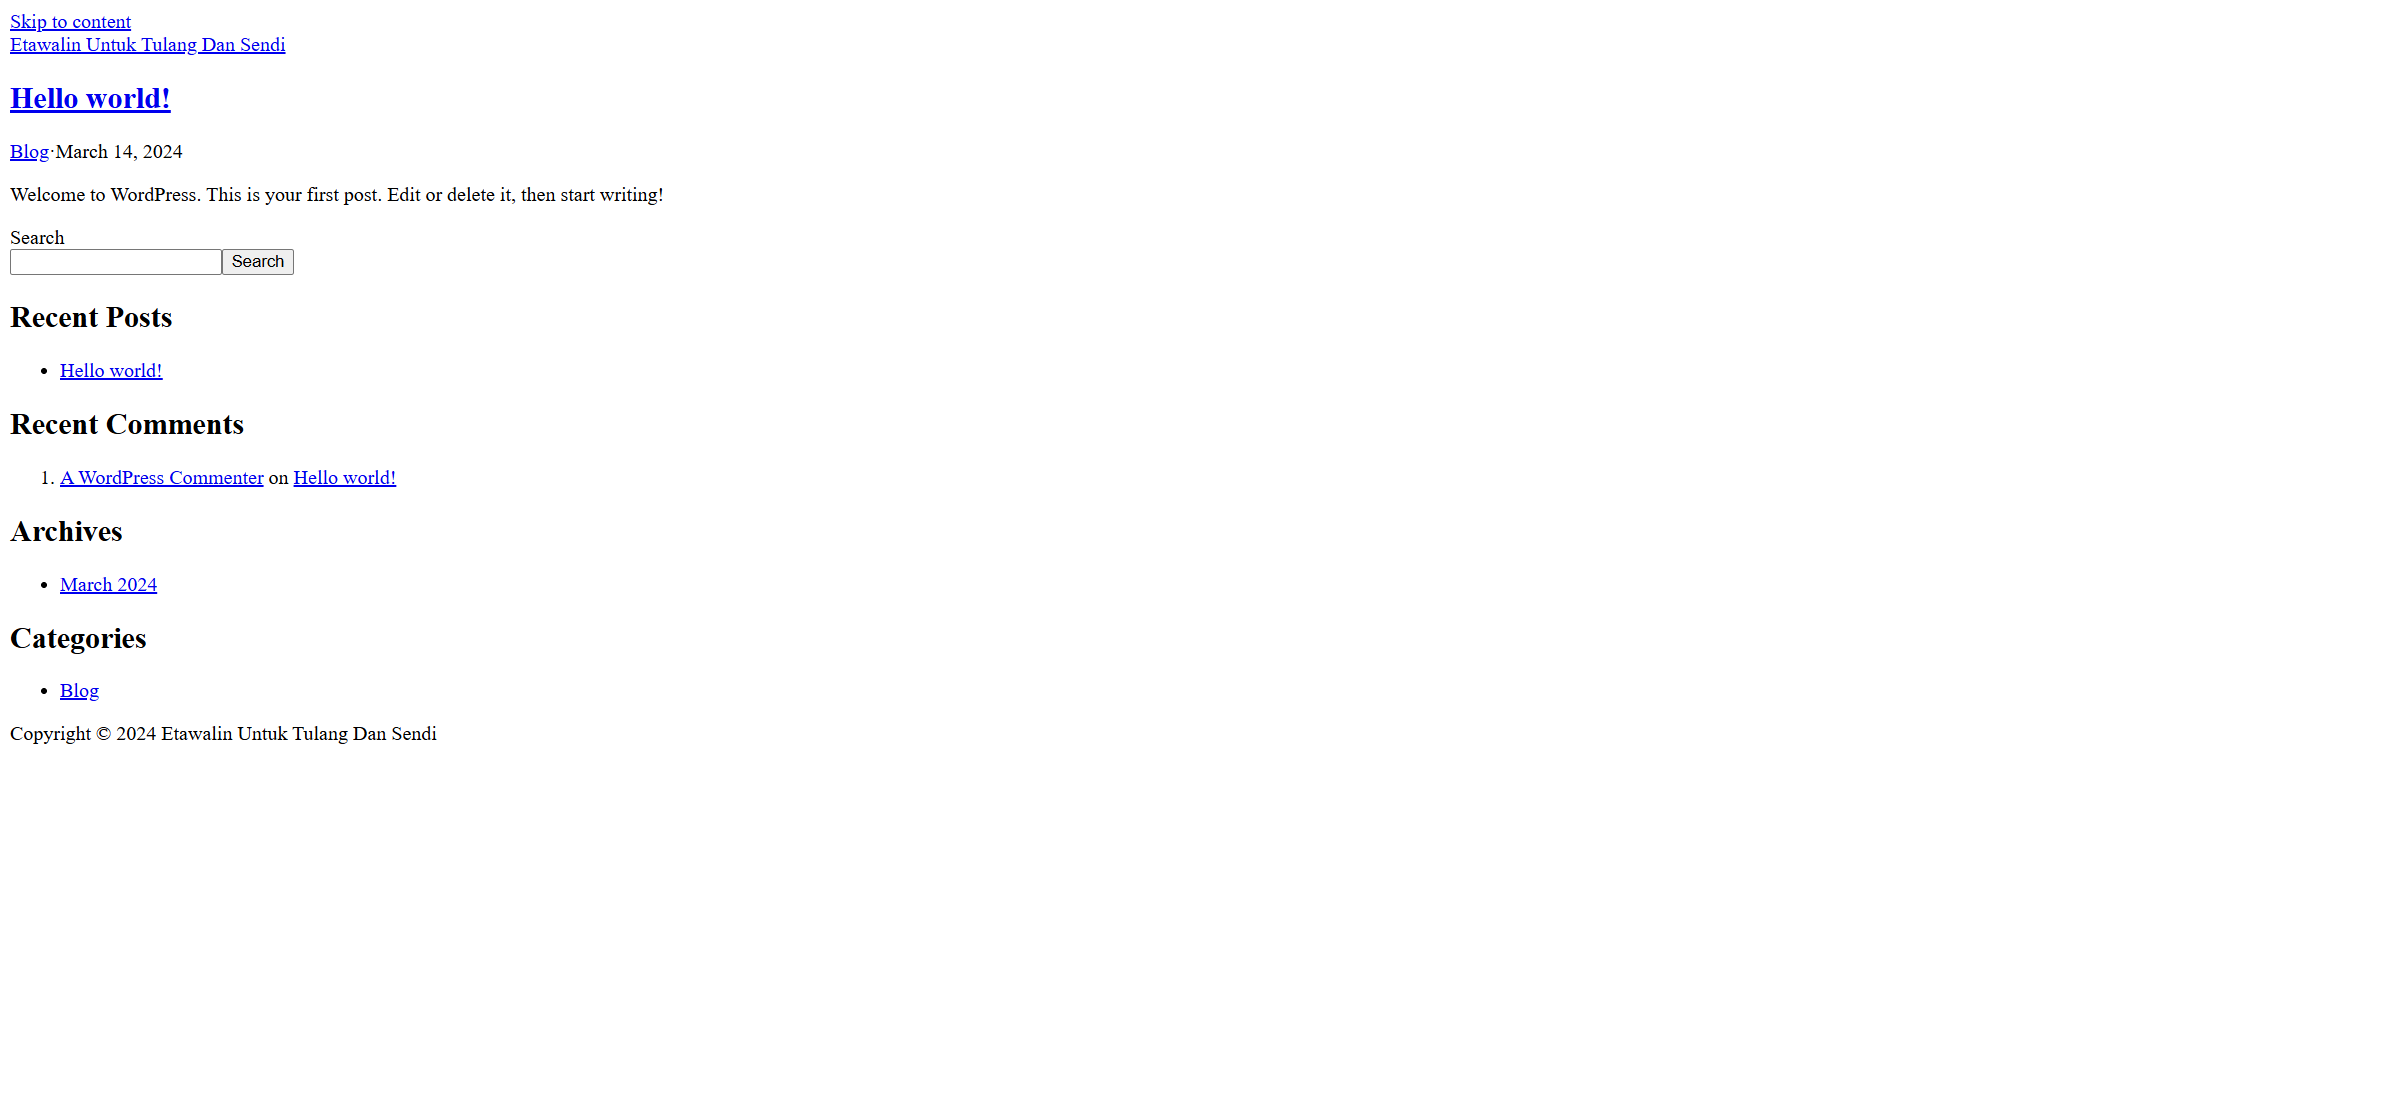 Skip to content
Etawalin Untuk Tulang Dan Sendi
Hello world!
Blog·March 14, 2024
Welcome to WordPress. This is your first post. Edit or delete it, then start writing!
Search
Search
Recent Posts
Hello world!
Recent Comments
1. A WordPress Commenter on Hello world!
Archives
March 2024
Categories
Blog
Copyright © 2024 Etawalin Untuk Tulang Dan Sendi